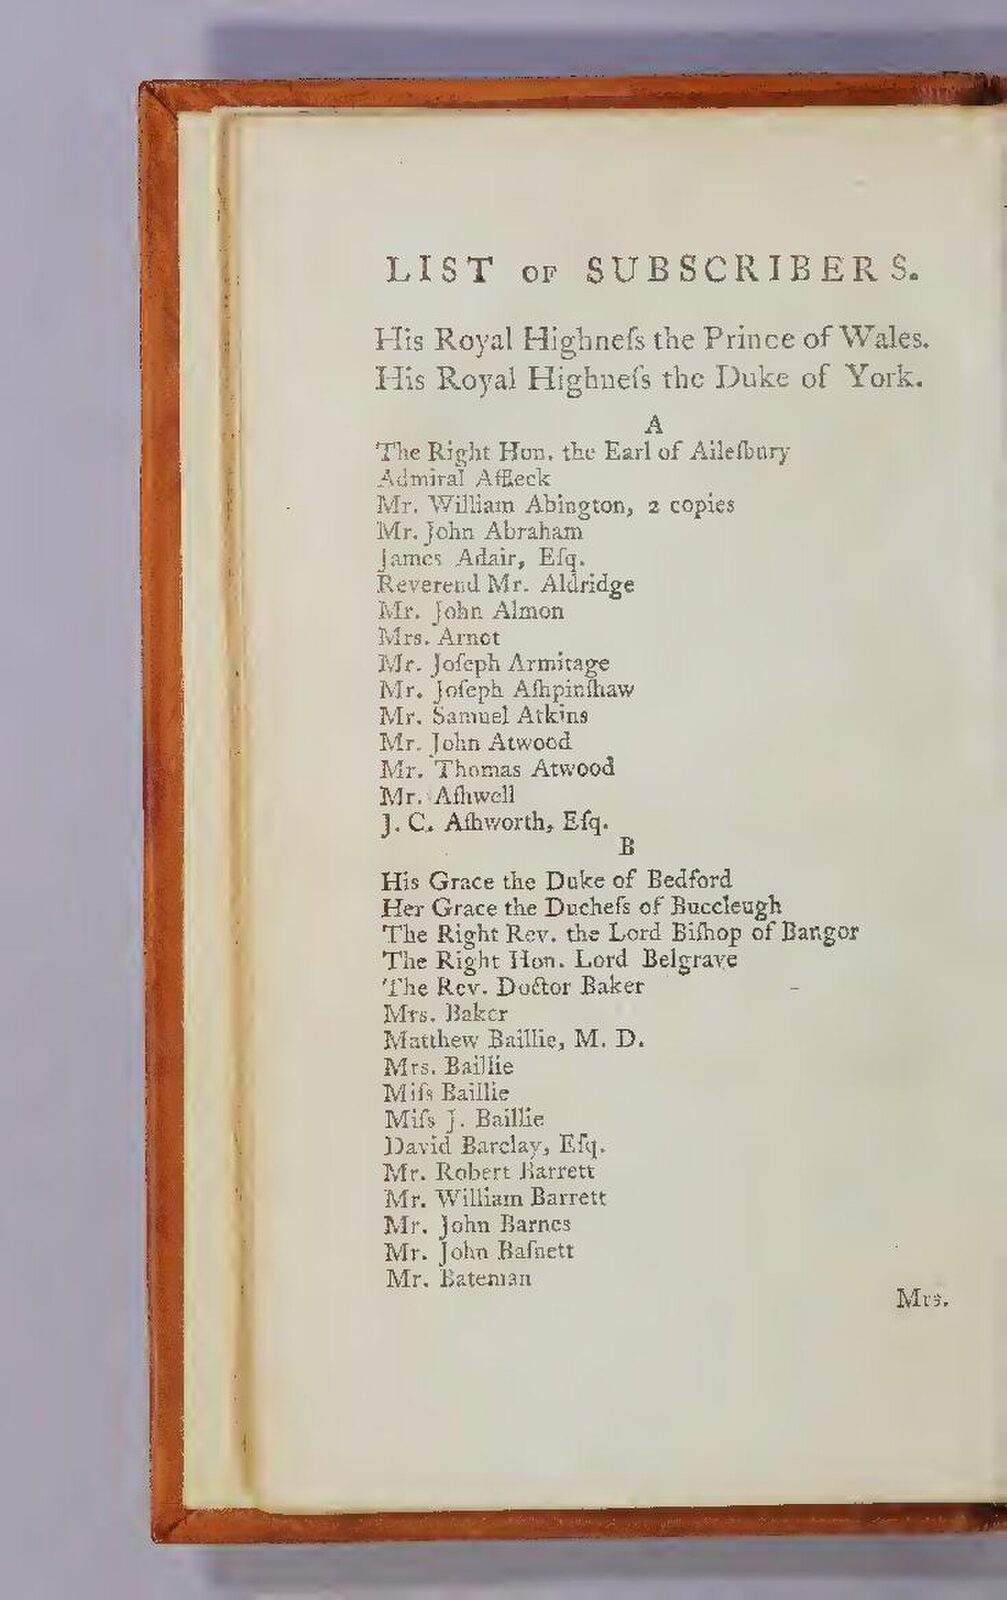 LIST OF SUBSCRIBERS.
His Royal Highneſs the Prince of Wales.
His Royal Highneſs the Duke of York.
A
The Right Hon. the Earl of Aileſbury
Admiral Affleck
Mr. William Abington, 2 copies
Mr. John Abraham
James Adair, Eſq.
Reverend Mr. Aldridge
Mr. John Almon
Mrs. Arnot
Mr. Joſeph Armitage
Mr. Joſeph Aſhpinſhaw
Mr. Samuel Atkins
Mr. John Atwood
Mr. Thomas Atwood
Mr. Aſhwell
J. C. Aſhworth, Eſq.
B
His Grace the Duke of Bedford
Her Grace the Ducheſs of Buccleugh
The Right Rev. the Lord Biſhop of Bangor
The Right Hon. Lord Belgrave
The Rev. Doctor Baker
Mrs. Baker
Matthew Baillie, M. D.
Mrs. Baillie
Miſs Baillie
Miſs J. Baillie
David Barclay, Eſq.
Mr. Robert Barrett
Mr. William Barrett
Mr. John Barnes
Mr. John Baſnett
Mr. Bateman
Mrs.